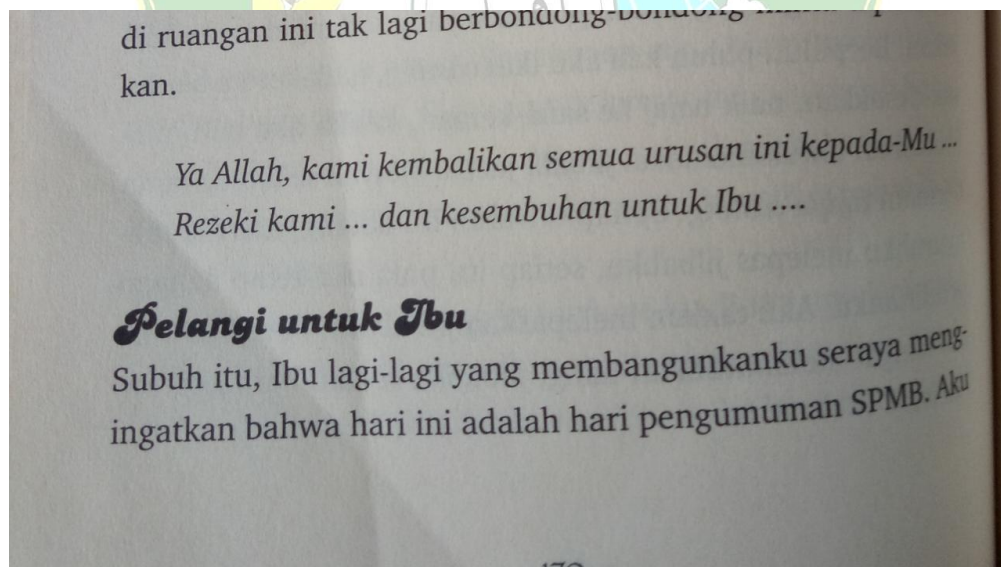 di ruangan ini tak lagi berbondong-bondong
kan.
Ya Allah, kami kembalikan semua urusan ini kepada-Mu ...
Rezeki kami ... dan kesembuhan untuk Ibu ....
Pelangi untuk Ibu
Subuh itu, Ibu lagi-lagi yang membangunkanku seraya meng-
ingatkan bahwa hari ini adalah hari pengumuman SPMB. Aku